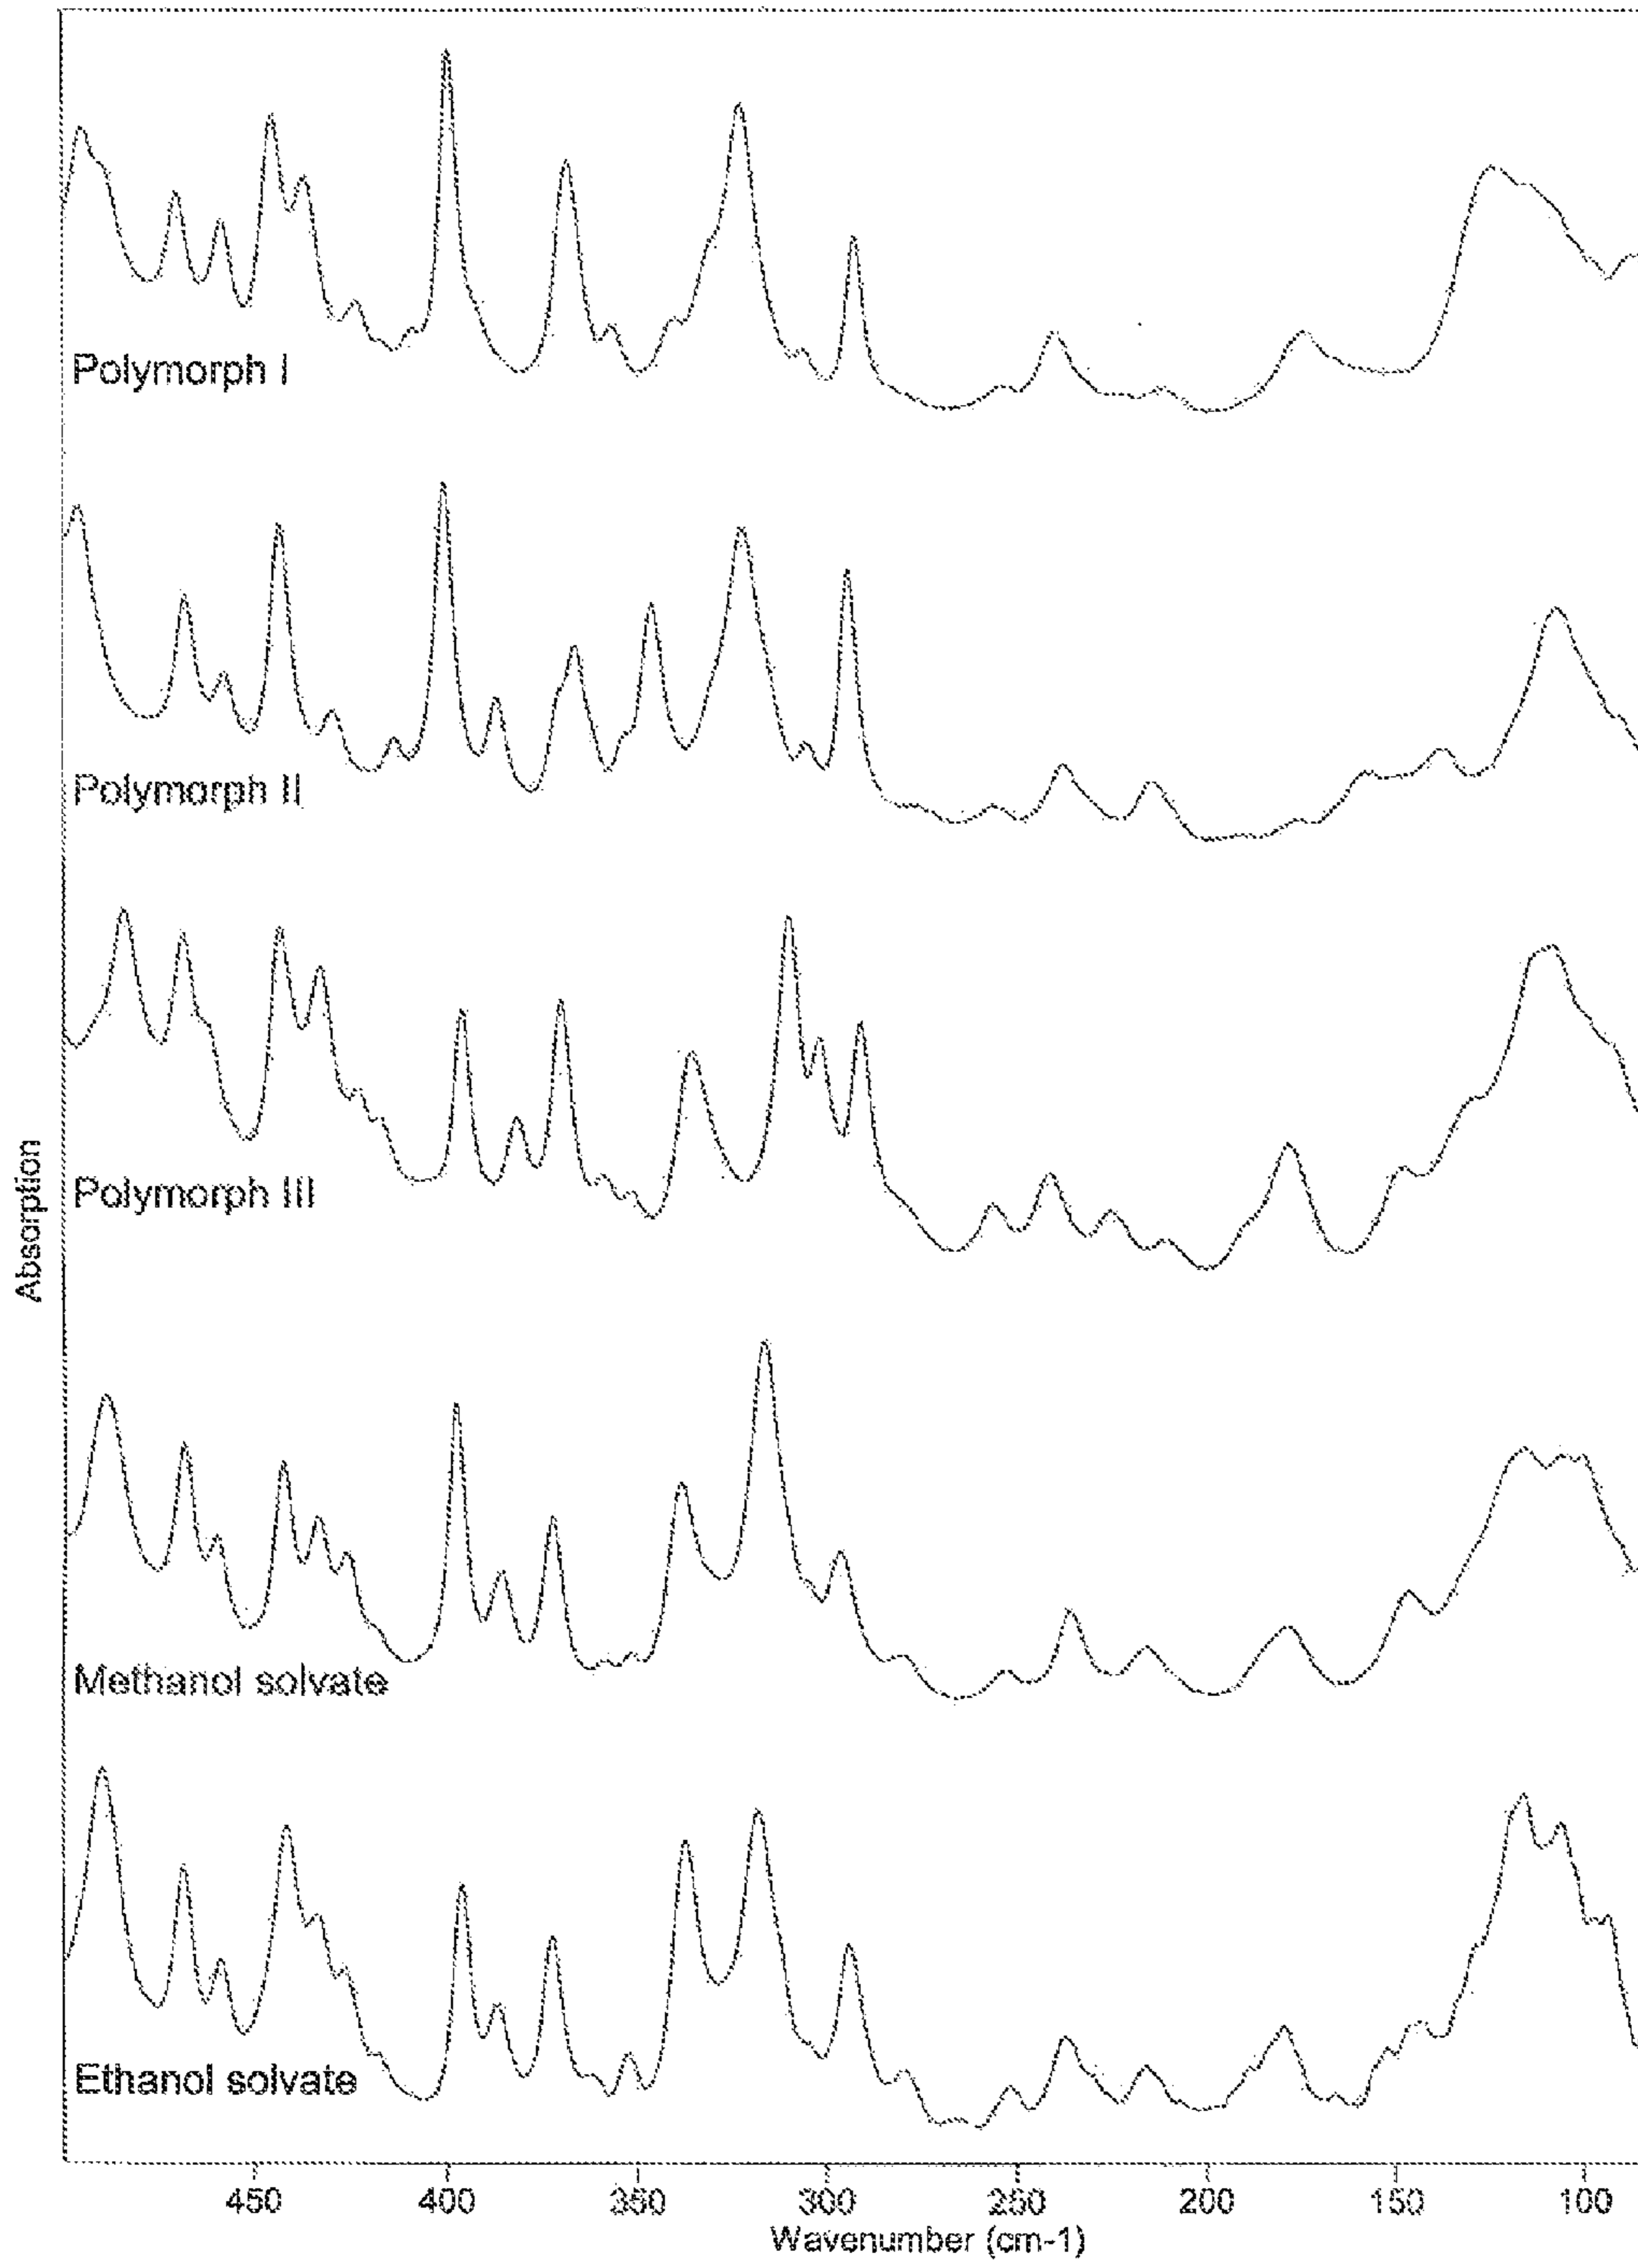 Polymorph I
Polymorph II
Polymorph III
Methanol solvate
Ethanol solvate
Absorption
450 400 350 300 250 200 150 100
Wavenumber (cm-1)